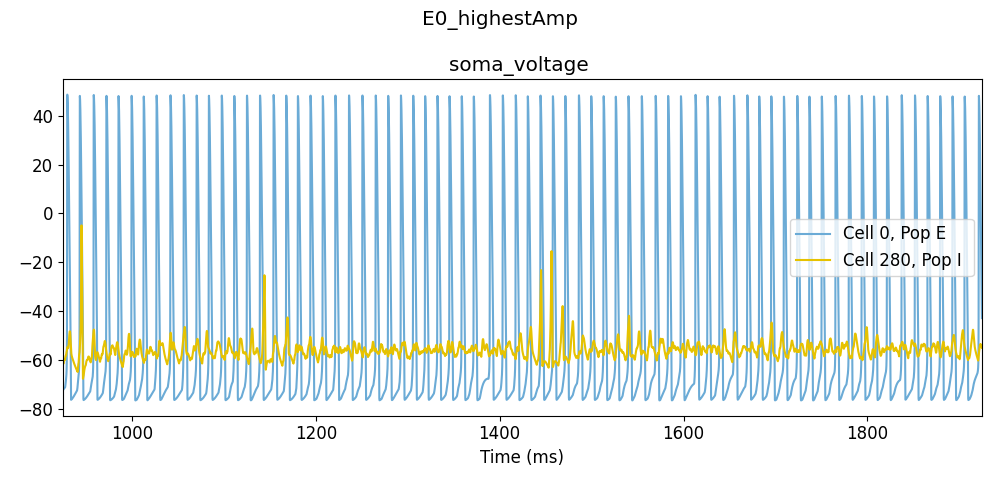 E0_highestAmp
soma_voltage
40
20
0
−20
−40
−60
−80
Cell 0, Pop E
Cell 280, Pop I
1000 1200 1400 1600 1800
Time (ms)